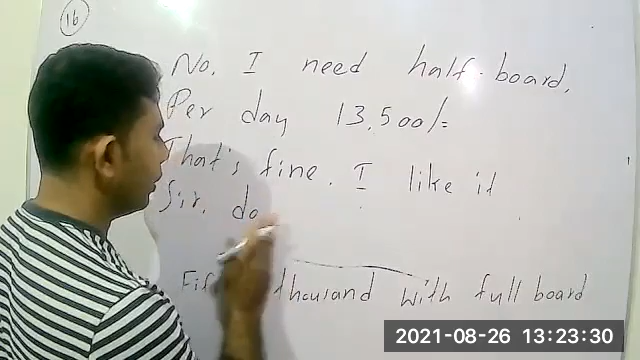 16
No, I need half-board,
Per day 13,500/=
That's fine. I like it
Sir, do
thousand with full board
2021-08-26 13:23:30